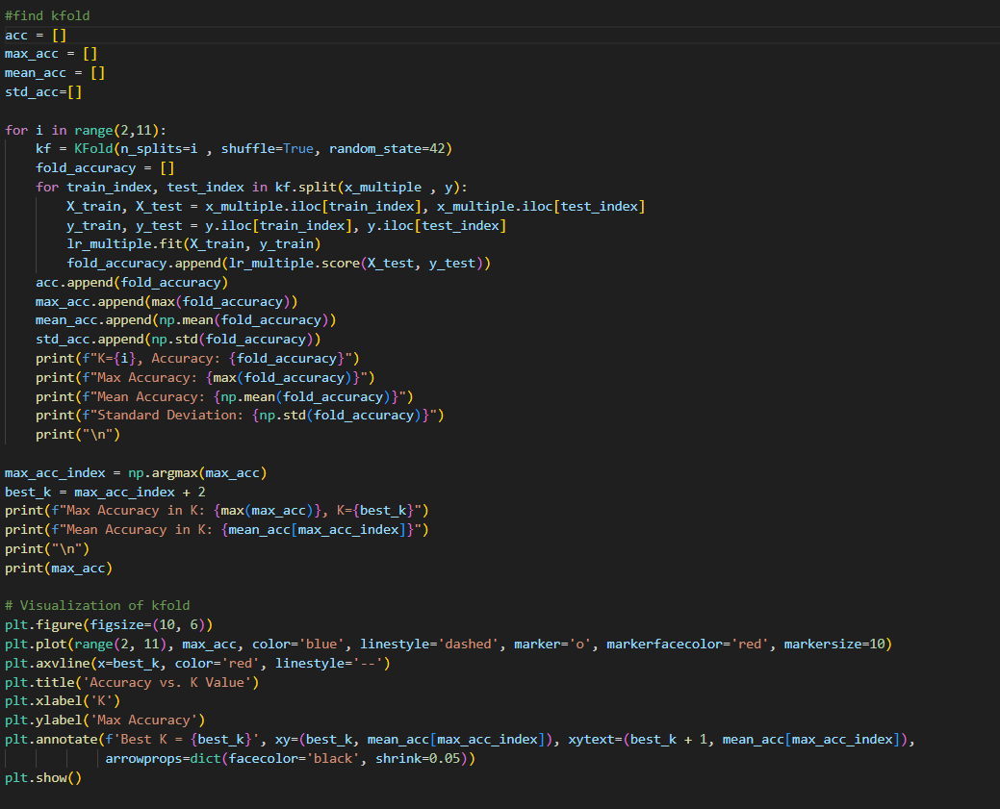 #find kfold
acc = []
max_acc = []
mean_acc = []
std_acc=[]

for i in range(2,11):
    kf = KFold(n_splits=i , shuffle=True, random_state=42)
    fold_accuracy = []
    for train_index, test_index in kf.split(x_multiple , y):
        X_train, X_test = x_multiple.iloc[train_index], x_multiple.iloc[test_index]
        y_train, y_test = y.iloc[train_index], y.iloc[test_index]
        lr_multiple.fit(X_train, y_train)
        fold_accuracy.append(lr_multiple.score(X_test, y_test))
    acc.append(fold_accuracy)
    max_acc.append(max(fold_accuracy))
    mean_acc.append(np.mean(fold_accuracy))
    std_acc.append(np.std(fold_accuracy))
    print(f"K={i}, Accuracy: {fold_accuracy}")
    print(f"Max Accuracy: {max(fold_accuracy)}")
    print(f"Mean Accuracy: {np.mean(fold_accuracy)}")
    print(f"Standard Deviation: {np.std(fold_accuracy)}")
    print("\n")

max_acc_index = np.argmax(max_acc)
best_k = max_acc_index + 2
print(f"Max Accuracy in K: {max(max_acc)}, K={best_k}")
print(f"Mean Accuracy in K: {mean_acc[max_acc_index]}")
print("\n")
print(max_acc)

# Visualization of kfold
plt.figure(figsize=(10, 6))
plt.plot(range(2, 11), max_acc, color='blue', linestyle='dashed', marker='o', markerfacecolor='red', markersize=10)
plt.axvline(x=best_k, color='red', linestyle='--')
plt.title('Accuracy vs. K Value')
plt.xlabel('K')
plt.ylabel('Max Accuracy')
plt.annotate(f'Best K = {best_k}', xy=(best_k, mean_acc[max_acc_index]), xytext=(best_k + 1, mean_acc[max_acc_index]),
             arrowprops=dict(facecolor='black', shrink=0.05))
plt.show()